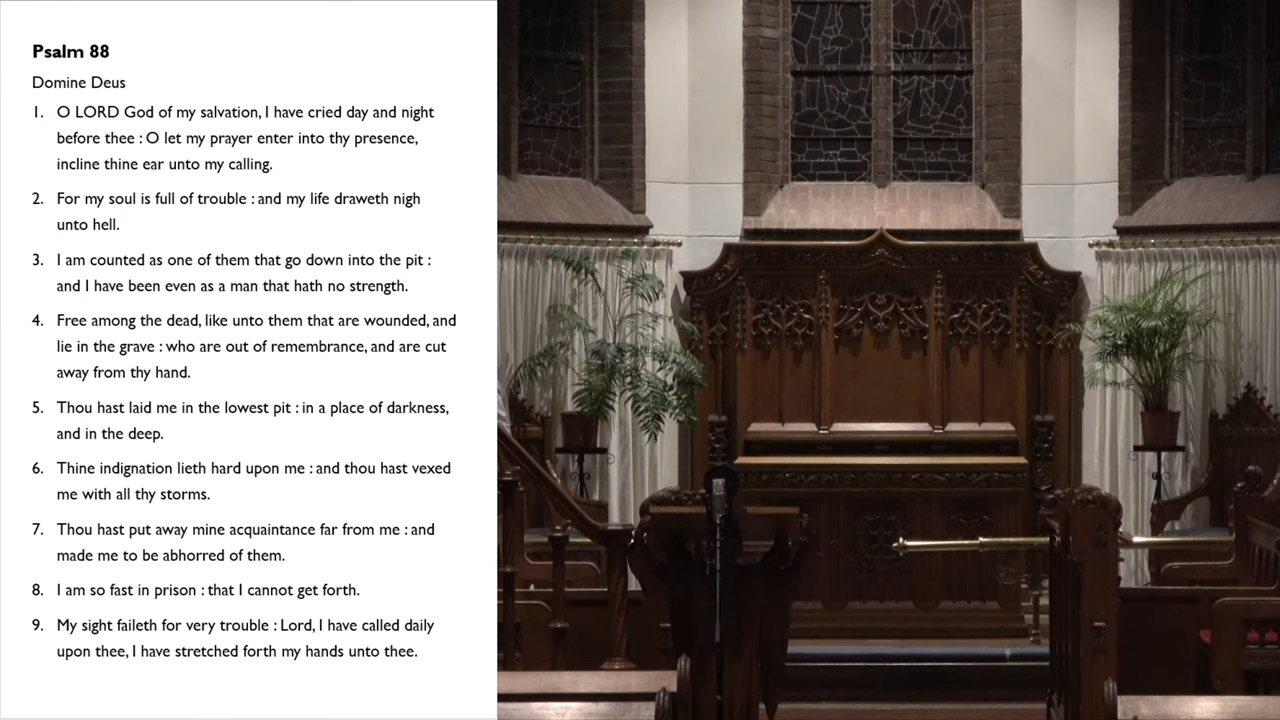 Psalm 88
Domine Deus
1. O LORD God of my salvation, I have cried day and night
before thee : O let my prayer enter into thy presence,
incline thine ear unto my calling.
2. For my soul is full of trouble : and my life draweth nigh
unto hell.
3. I am counted as one of them that go down into the pit :
and I have been even as a man that hath no strength.
4. Free among the dead, like unto them that are wounded, and
lie in the grave : who are out of remembrance, and are cut
away from thy hand.
5. Thou hast laid me in the lowest pit : in a place of darkness,
and in the deep.
6. Thine indignation lieth hard upon me : and thou hast vexed
me with all thy storms.
7. Thou hast put away mine acquaintance far from me : and
made me to be abhorred of them.
8. I am so fast in prison : that I cannot get forth.
9. My sight faileth for very trouble : Lord, I have called daily
upon thee, I have stretched forth my hands unto thee.